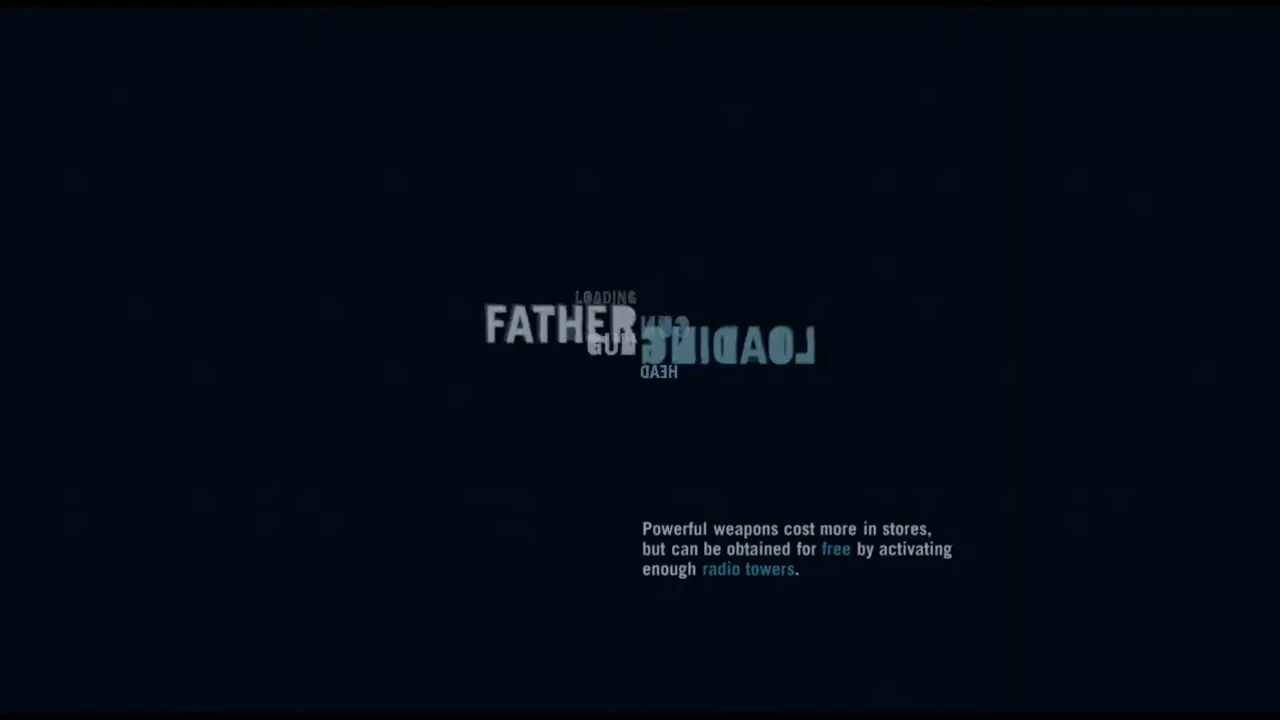 LOADING
FATHER
GUN
GUN
LOADING
HEAD
Powerful weapons cost more in stores,
but can be obtained for free by activating
enough radio towers.